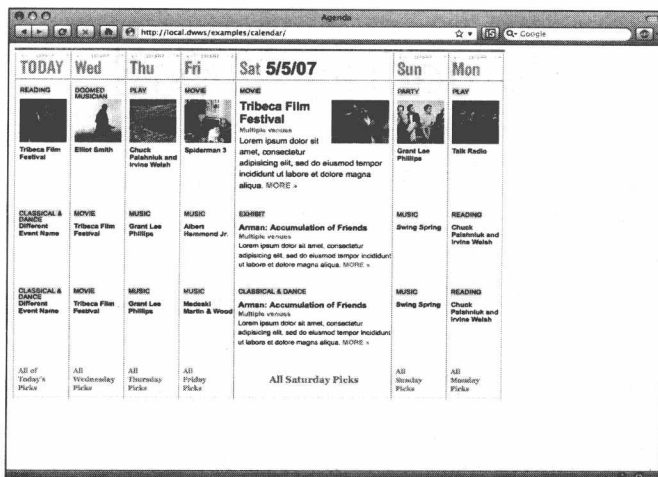 Agenda
http://local.dwws/examples/calendar/
Google
TODAY
Wed
Thu
Fri
Sat 5/5/07
Sun
Mon
READING
Tribeca Film
Festival
DOOMED
MUSICIAN
Elliot Smith
PLAY
Chuck
Palahniuk and
Irvine Welsh
MOVIE
Spiderman 3
MOVIE
Tribeca Film
Festival
Multiple venues
Lorem ipsum dolor sit
amet, consectetur
adipisicing elit, sed do eiusmod tempor
incididunt ut labore et dolore magna
aliqua. MORE »
PARTY
Grant Lee
Phillips
PLAY
Talk Radio
CLASSICAL &
DANCE
Different
Event Name
MOVIE
Tribeca Film
Festival
MUSIC
Grant Lee
Phillips
MUSIC
Albert
Hammond Jr.
EXHIBIT
Arman: Accumulation of Friends
Multiple venues
Lorem ipsum dolor sit amet, consectetur
adipisicing elit, sed do eiusmod tempor incididunt
ut labore et dolore magna aliqua. MORE »
MUSIC
Swing Spring
READING
Chuck
Palahniuk and
Irvine Welsh
CLASSICAL &
DANCE
Different
Event Name
MOVIE
Tribeca Film
Festival
MUSIC
Grant Lee
Phillips
MUSIC
Medeski
Martin & Wood
CLASSICAL & DANCE
Arman: Accumulation of Friends
Multiple venues
Lorem ipsum dolor sit amet, consectetur
adipisicing elit, sed do eiusmod tempor incididunt
ut labore et dolore magna aliqua. MORE »
MUSIC
Swing Spring
READING
Chuck
Palahniuk and
Irvine Welsh
All of
Today's
Picks
All
Wednesday
Picks
All
Thursday
Picks
All
Friday
Picks
All Saturday Picks
All
Sunday
Picks
All
Monday
Picks